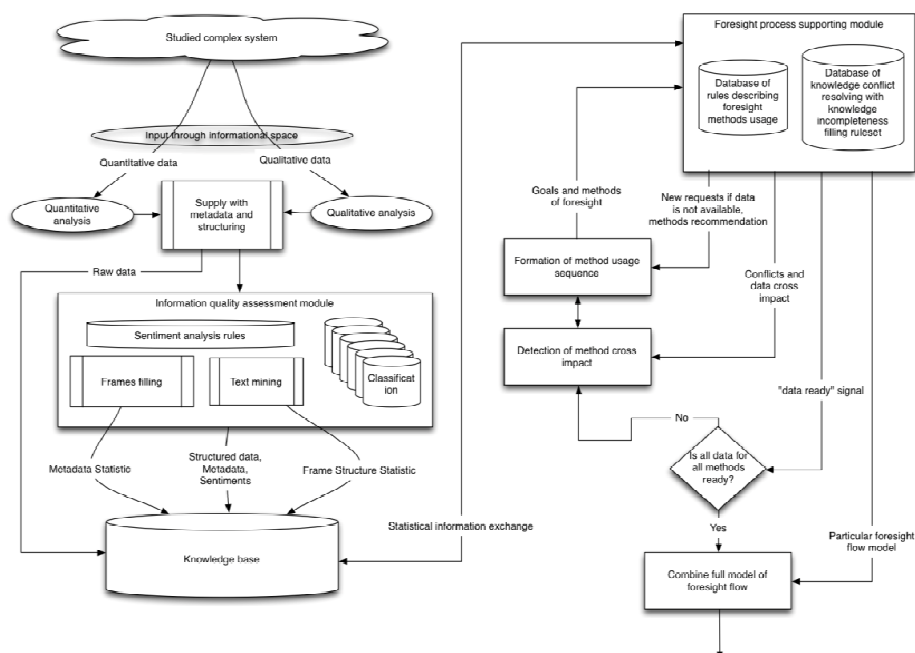 Studied complex system
Input through informational space
Quantitative data
Qualitative data
Quantitative
analysis
Supply with
metadata and
structuring
Qualitative analysis
Raw data
Information quality assessment module
Sentiment analysis rules
Frames filling
Text mining
Classificat
ion
Metadata Statistic
Structured data,
Metadata,
Sentiments
Frame Structure Statistic
Knowledge base
Statistical information exchange
Foresight process supporting module
Database of
rules describing
foresight
methods usage
Database of
knowledge conflict
resolving with
knowledge
incompleteness
filling ruleset
Goals and methods
of foresight
New requests if data
is not available,
methods recommendation
Formation of method usage
sequence
Conflicts and
data cross
impact
Detection of method cross
impact
"data ready" signal
No
Is all data for
all methods
ready?
Yes
Particular foresight
flow model
Combine full model of
foresight flow